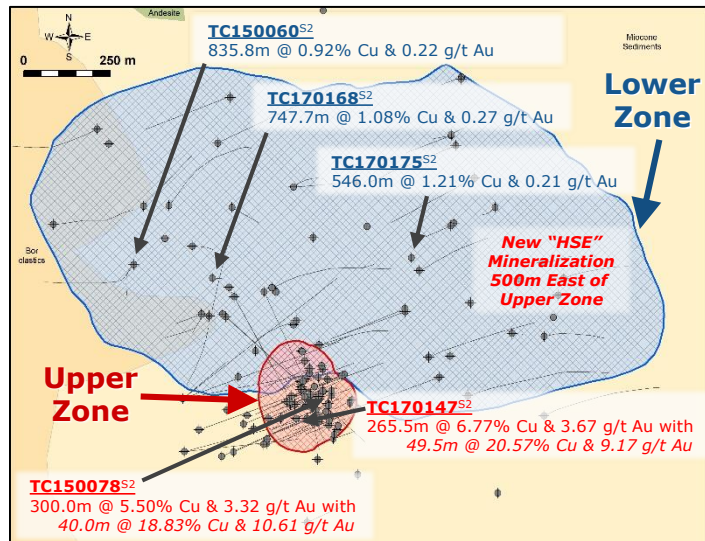 Andesite
N
W E
S
0 250 m
TC150060S2
835.8m @ 0.92% Cu & 0.22 g/t Au
Miocene
Sediments
TC170168S2
747.7m @ 1.08% Cu & 0.27 g/t Au
Lower
Zone
TC170175S2
546.0m @ 1.21% Cu & 0.21 g/t Au
Bor
clastics
New “HSE”
Mineralization
500m East of
Upper Zone
Upper
Zone
TC170147S2
265.5m @ 6.77% Cu & 3.67 g/t Au with
49.5m @ 20.57% Cu & 9.17 g/t Au
TC150078S2
300.0m @ 5.50% Cu & 3.32 g/t Au with
40.0m @ 18.83% Cu & 10.61 g/t Au